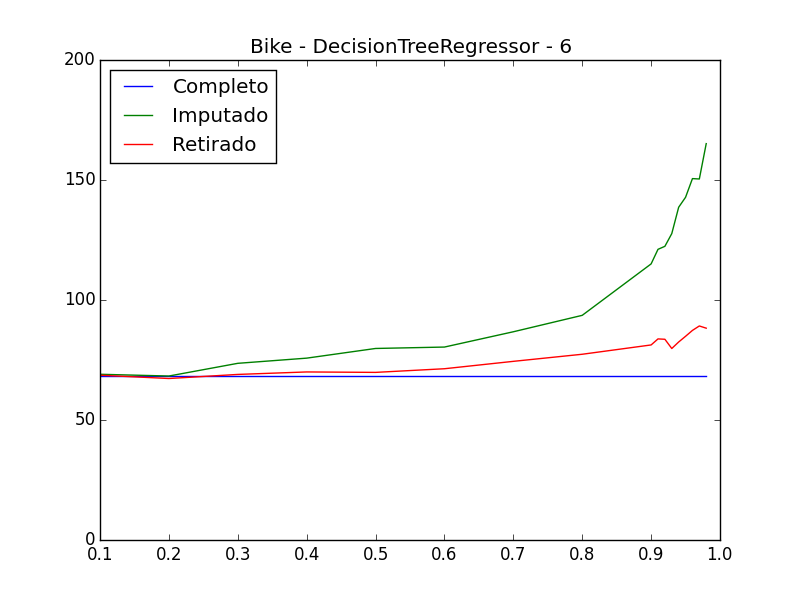 Bike - DecisionTreeRegressor - 6
200
150
100
50
0
Completo
Imputado
Retirado
0.1 0.2 0.3 0.4 0.5 0.6 0.7 0.8 0.9 1.0